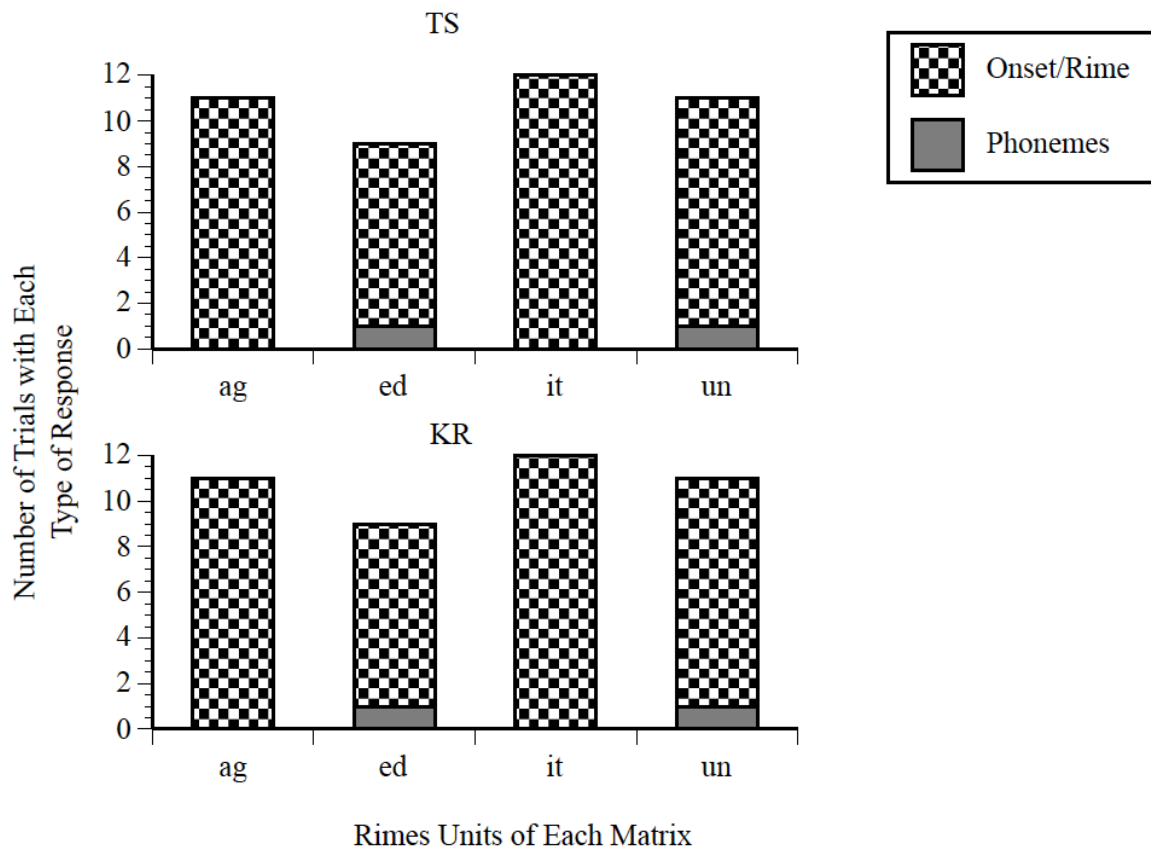 TS
Onset/Rime
Phonemes
12
10
8
6
4
2
0
ag ed it un
KR
12
10
8
6
4
2
0
ag ed it un
Number of Trials with Each
Type of Response
Rimes Units of Each Matrix